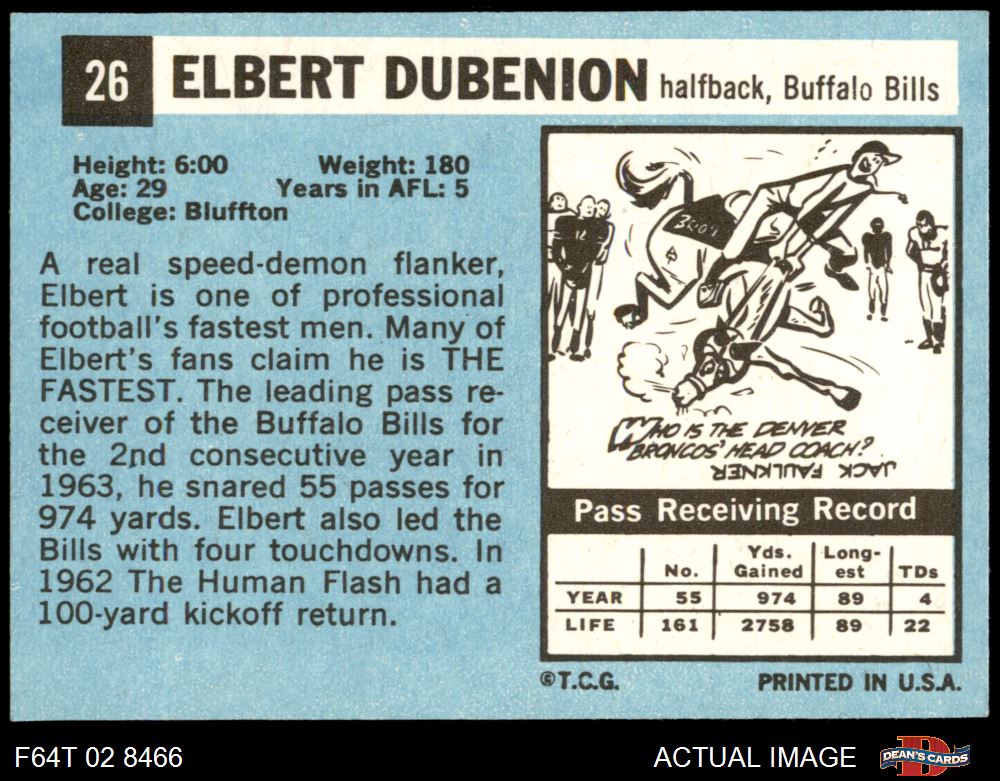 26 ELBERT DUBENION halfback, Buffalo Bills
Height: 6:00 Weight: 180
Age: 29 Years in AFL: 5
College: Bluffton
A real speed-demon flanker,
Elbert is one of professional
football's fastest men. Many of
Elbert's fans claim he is THE
FASTEST. The leading pass re-
ceiver of the Buffalo Bills for
the 2nd consecutive year in
1963, he snared 55 passes for
974 yards. Elbert also led the
Bills with four touchdowns. In
1962 The Human Flash had a
100-yard kickoff return.
WHO IS THE DENVER
BRONCOS' HEAD COACH?
JACK FAULKNER
Pass Receiving Record
No. Yds. Gained Long-est TDs
YEAR 55 974 89 4
LIFE 161 2758 89 22
©T.C.G. PRINTED IN U.S.A.
F64T 02 8466 ACTUAL IMAGE DEAN'S CARDS